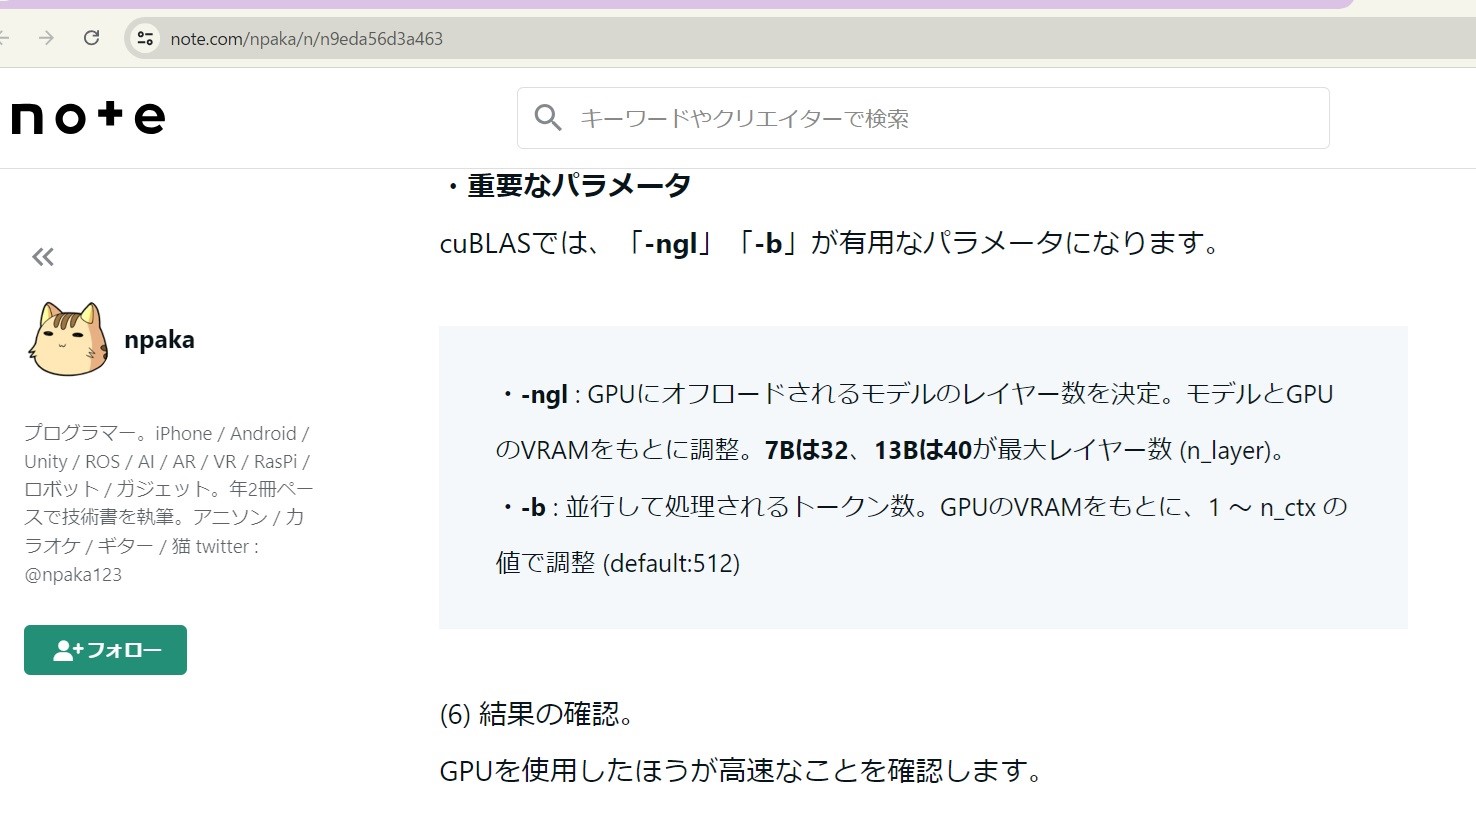 note.com/npaka/n/n9eda56d3a463
note
キーワードやクリエイターで検索
・重要なパラメータ
cuBLASでは、「-ngl」「-b」が有用なパラメータになります。
npaka
プログラマー。iPhone / Android /
Unity / ROS / AI / AR / VR / RasPi /
ロボット / ガジェット。年2冊ペー
スで技術書を執筆。アニソン / カ
ラオケ / ギター / 猫 twitter :
@npaka123
フォロー
・-ngl : GPUにオフロードされるモデルのレイヤー数を決定。モデルとGPU
のVRAMをもとに調整。7Bは32、13Bは40が最大レイヤー数 (n_layer)。
・-b : 並行して処理されるトークン数。GPUのVRAMをもとに、1 〜 n_ctx の
値で調整 (default:512)
(6) 結果の確認。
GPUを使用したほうが高速なことを確認します。